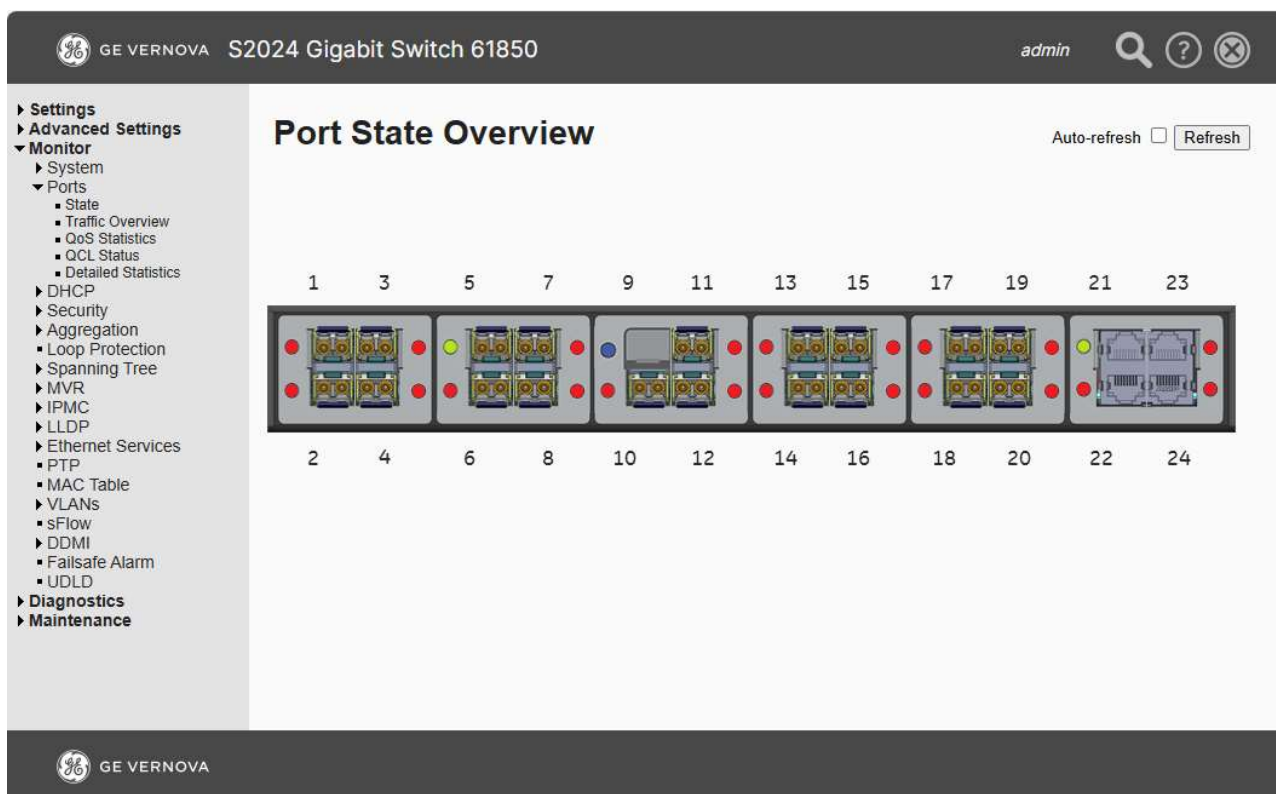 GE VERNOVA S2024 Gigabit Switch 61850 admin ?
Settings
Advanced Settings
Monitor
System
Ports
State
Traffic Overview
QoS Statistics
QCL Status
Detailed Statistics
DHCP
Security
Aggregation
Loop Protection
Spanning Tree
MVR
IPMC
LLDP
Ethernet Services
PTP
MAC Table
VLANs
sFlow
DDMI
Failsafe Alarm
UDLD
Diagnostics
Maintenance
Port State Overview
Auto-refresh Refresh
1 3 5 7 9 11 13 15 17 19 21 23
2 4 6 8 10 12 14 16 18 20 22 24
GE VERNOVA